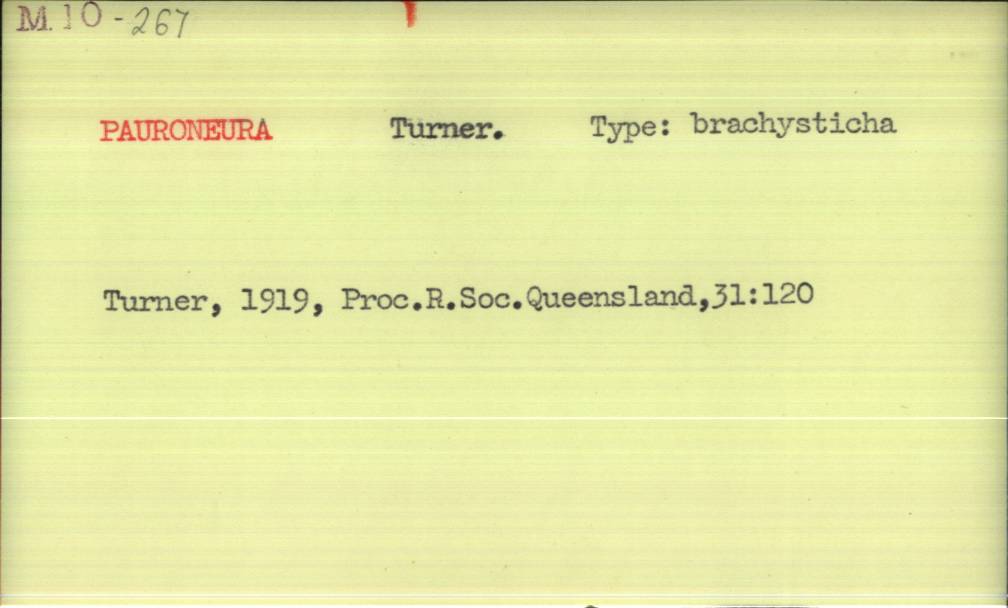 M.10-267
PAURONEURA Turner. Type: brachysticha
Turner, 1919, Proc.R.Soc.Queensland,31:120